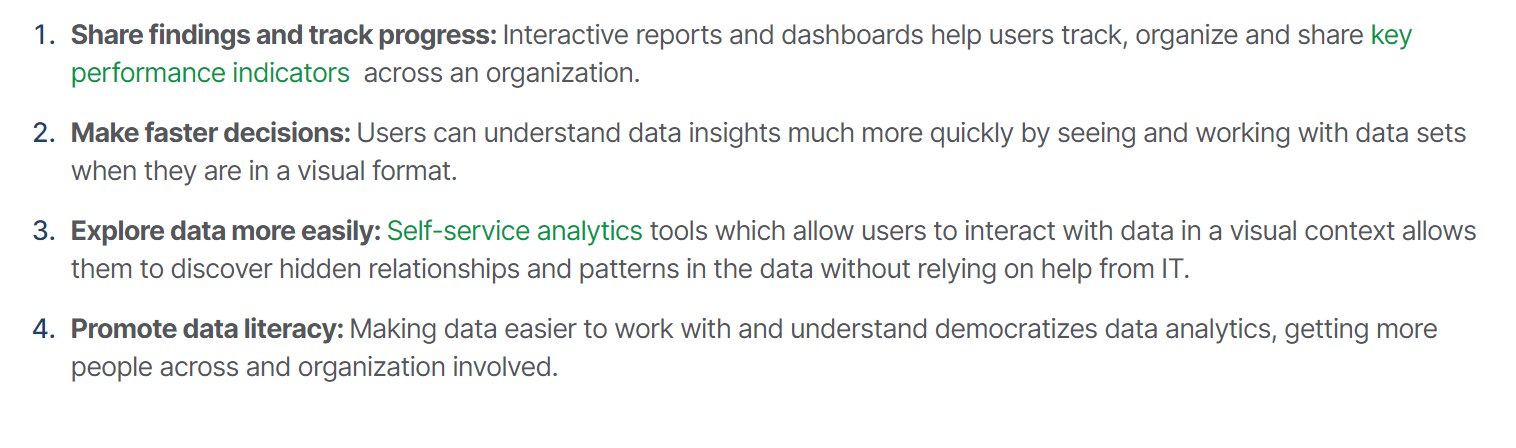 1. Share findings and track progress: Interactive reports and dashboards help users track, organize and share key
performance indicators across an organization.
2. Make faster decisions: Users can understand data insights much more quickly by seeing and working with data sets
when they are in a visual format.
3. Explore data more easily: Self-service analytics tools which allow users to interact with data in a visual context allows
them to discover hidden relationships and patterns in the data without relying on help from IT.
4. Promote data literacy: Making data easier to work with and understand democratizes data analytics, getting more
people across and organization involved.